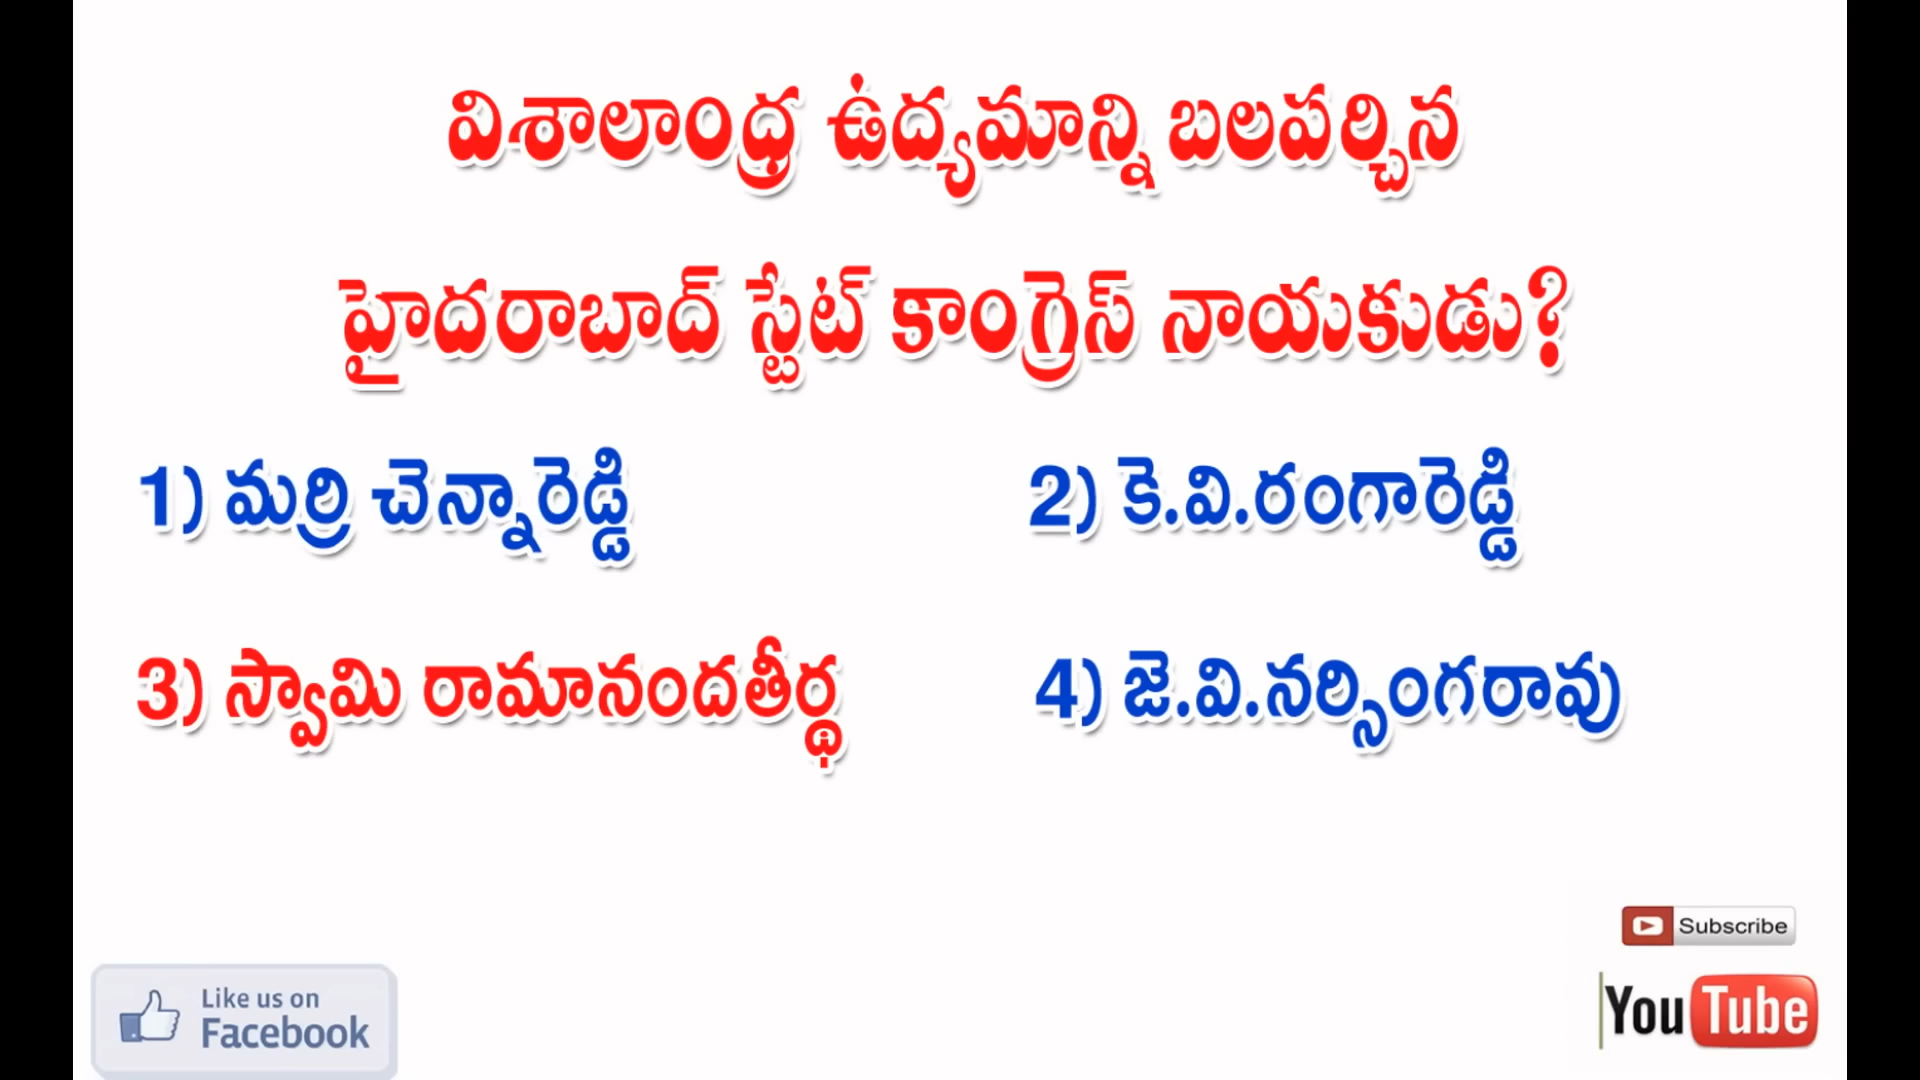 విశాలాంధ్ర ఉద్యమాన్ని బలపర్చిన
హైదరాబాద్ స్టేట్ కాంగ్రెస్ నాయకుడు?
1) మర్రి చెన్నారెడ్డి
2) కె.వి.రంగారెడ్డి
3) స్వామి రామానందతీర్థ
4) జె.వి.నర్సింగరావు
Subscribe
Like us on
Facebook
YouTube